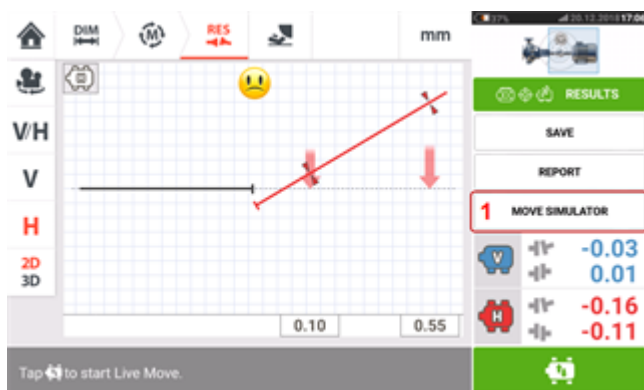 DIM
M
RES
mm
37%
20.12.2018 17:06
RESULTS
V/H
V
H
2D
3D
SAVE
REPORT
1 MOVE SIMULATOR
V
-0.03
0.01
H
-0.16
-0.11
0.10
0.55
Tap to start Live Move.